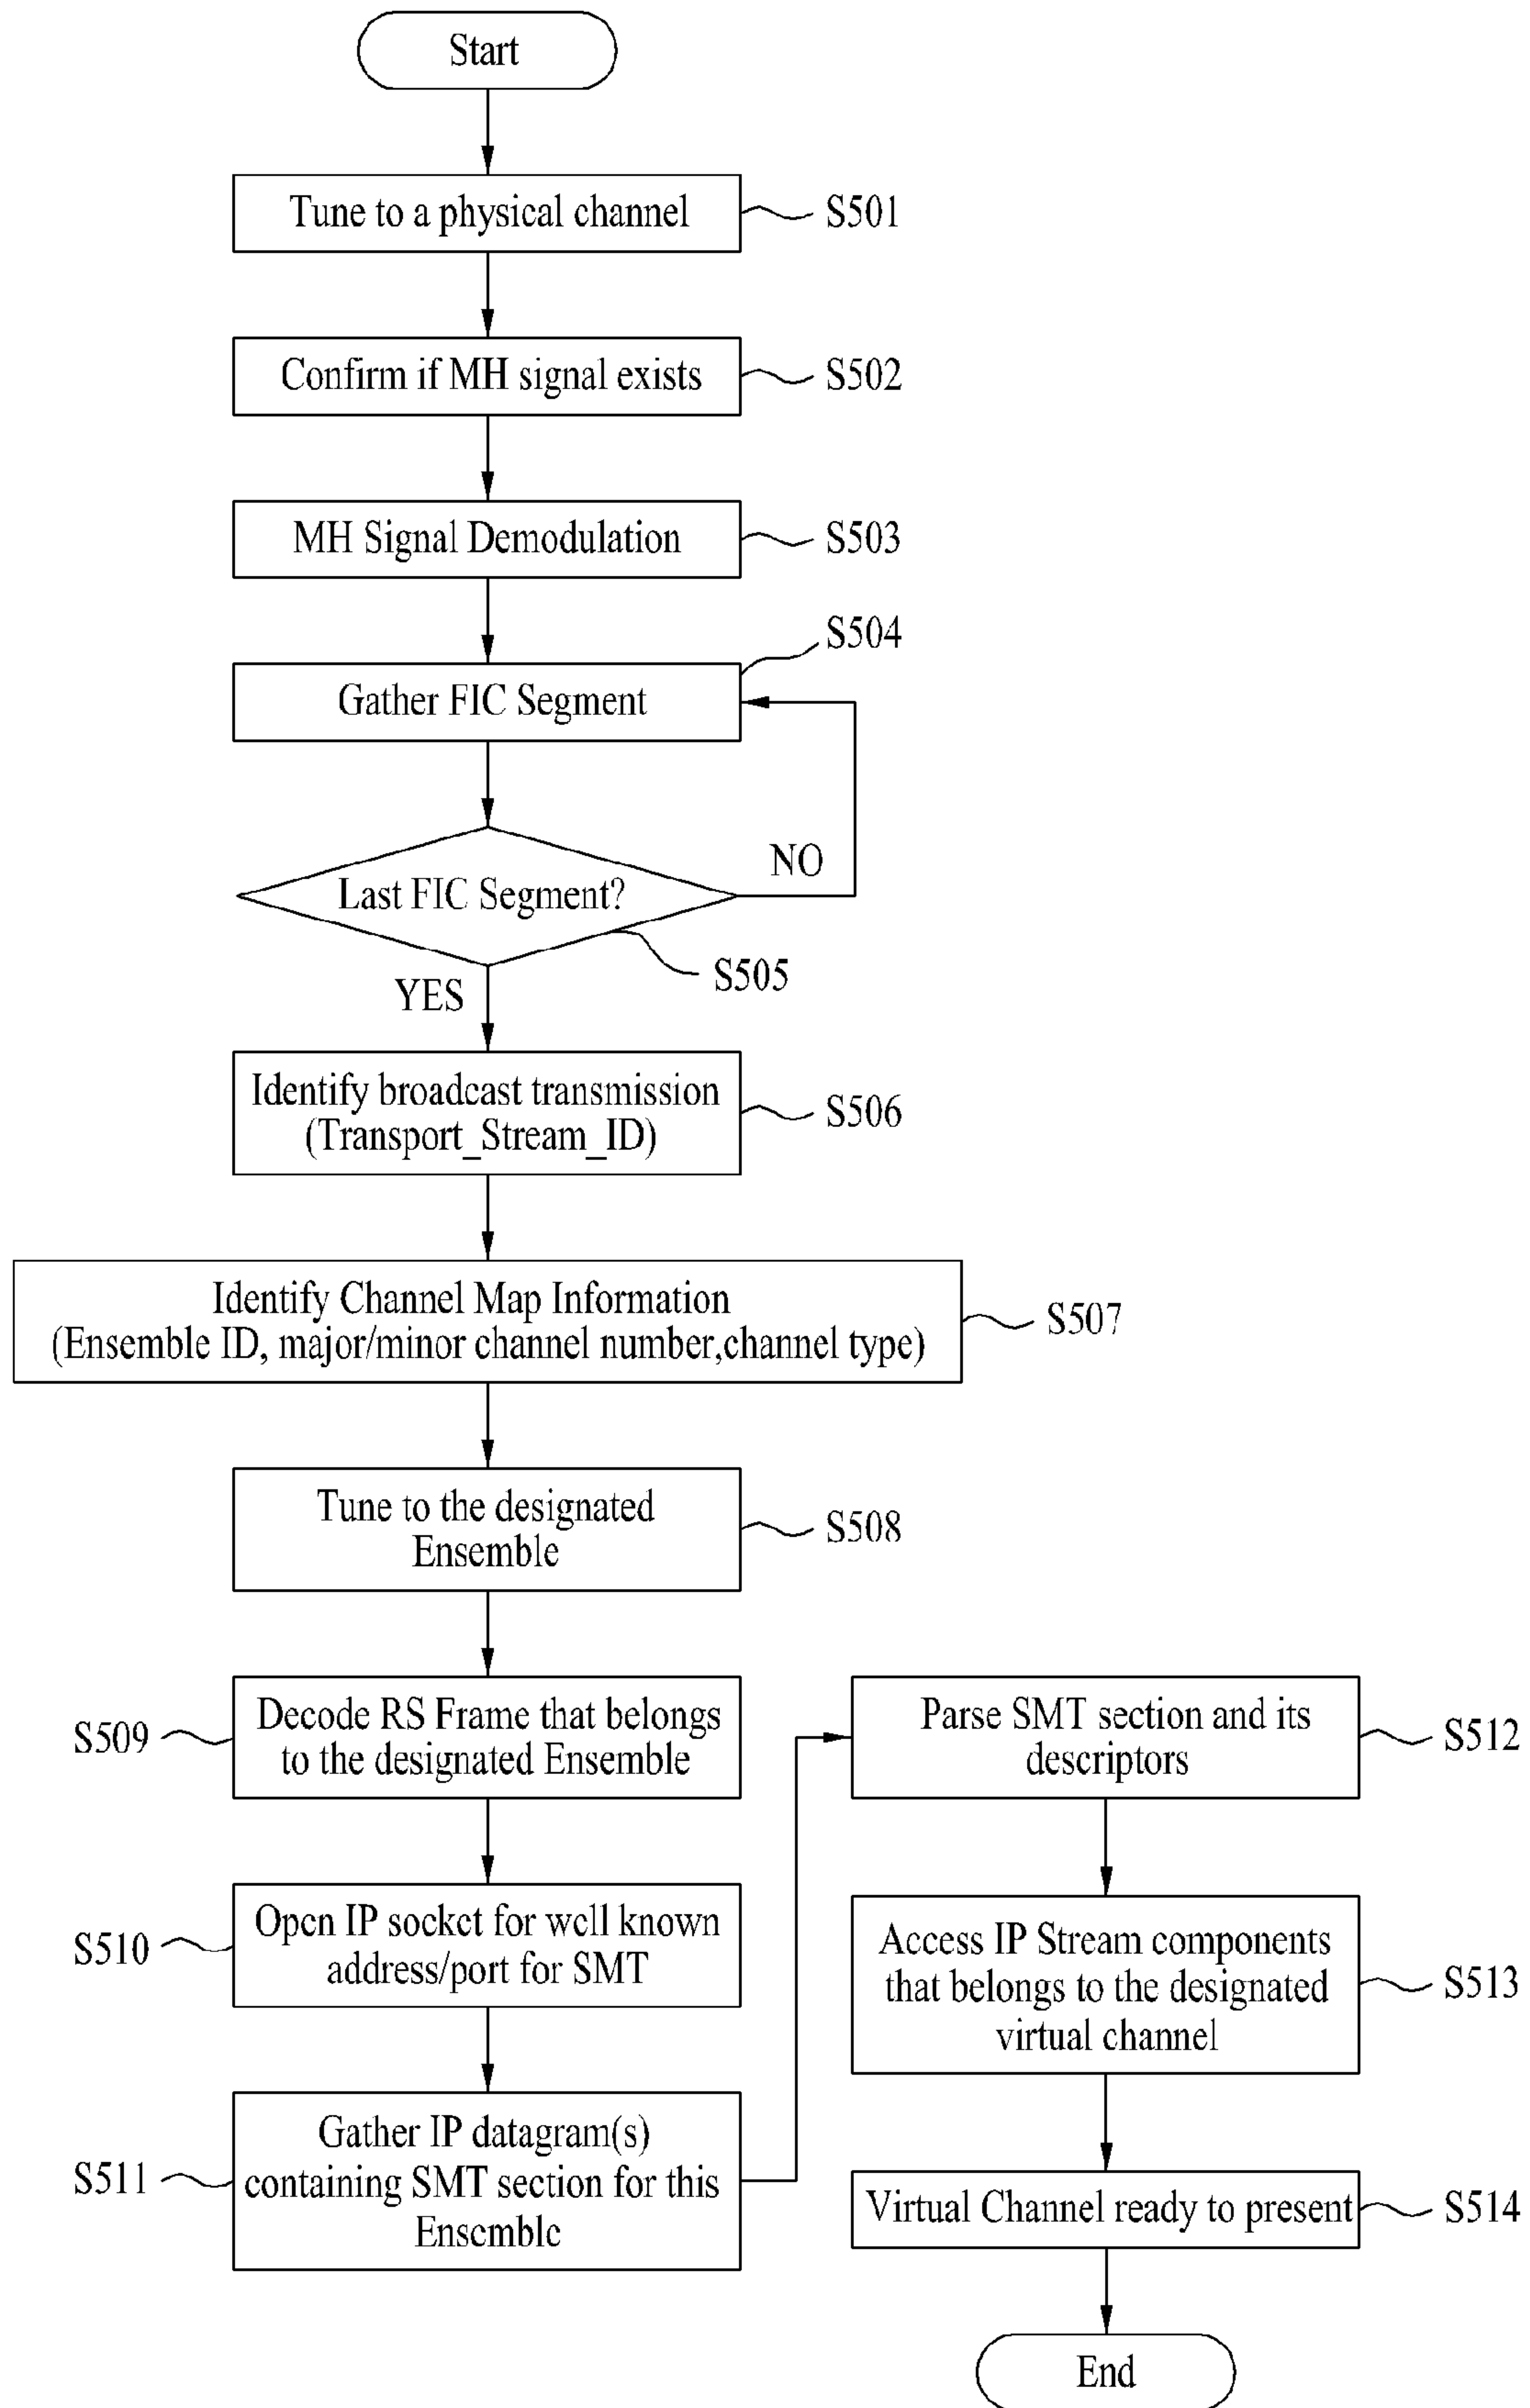 Start
Tune to a physical channel
S501
Confirm if MH signal exists
S502
MH Signal Demodulation
S503
S504
Gather FIC Segment
NO
Last FIC Segment?
S505
YES
Identify broadcast transmission
(Transport_Stream_ID)
S506
Identify Channel Map Information
(Ensemble ID, major/minor channel number,channel type)
S507
Tune to the designated
Ensemble
S508
S509
Decode RS Frame that belongs
to the designated Ensemble
S510
Open IP socket for well known
address/port for SMT
S511
Gather IP datagram(s)
containing SMT section for this
Ensemble
Parse SMT section and its
descriptors
S512
Access IP Stream components
that belongs to the designated
virtual channel
S513
Virtual Channel ready to present
S514
End